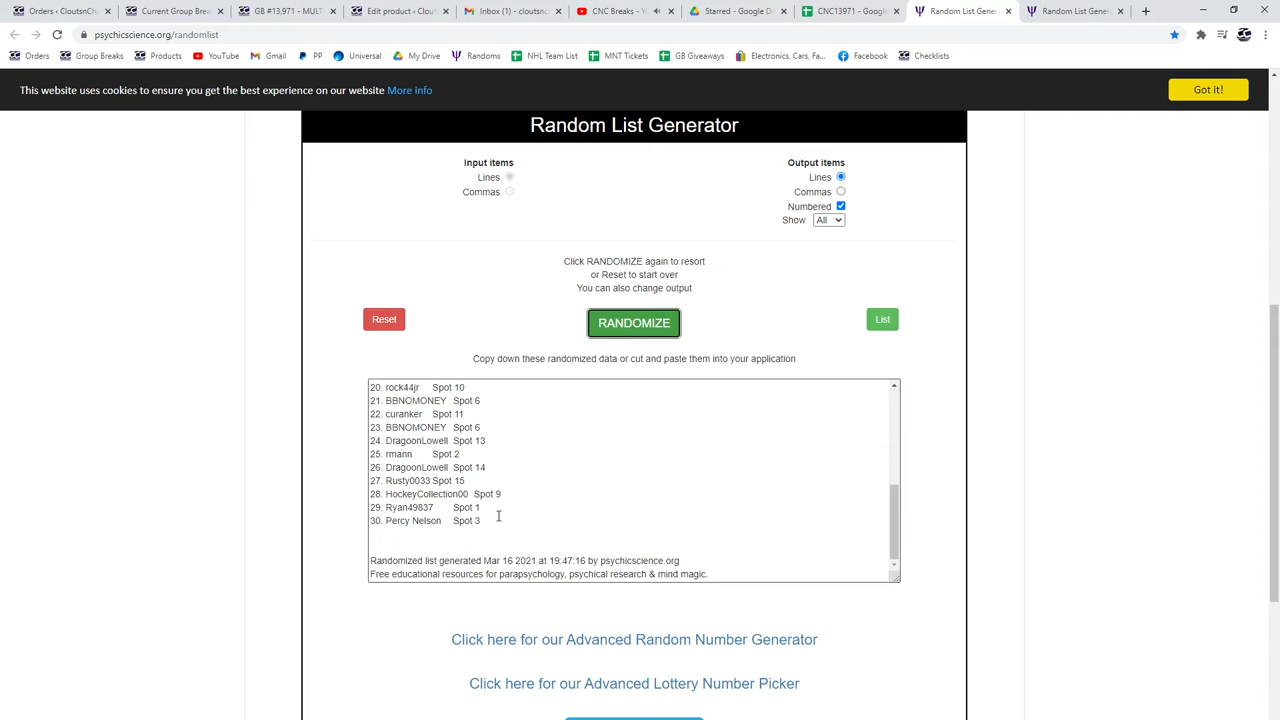 Orders · CloutsnCh
Current Group Brea
GB #13,971 - MULT
Edit product · Clou
Inbox (1) - cloutsnc
CNC Breaks - Y
Starred - Google D
CNC13971 - Google
Random List Gener
Random List Gener
psychicscience.org/randomlist
Orders
Group Breaks
Products
YouTube
Gmail
PP
Universal
My Drive
Randoms
NHL Team List
MNT Tickets
GB Giveaways
Electronics, Cars, Fa...
Facebook
Checklists
This website uses cookies to ensure you get the best experience on our website More info
Got it!
Random List Generator
Input items
Lines
Commas
Output items
Lines
Commas
Numbered
Show All
Click RANDOMIZE again to resort
or Reset to start over
You can also change output
Reset
RANDOMIZE
List
Copy down these randomized data or cut and paste them into your application
20. rock44jr Spot 10
21. BBNOMONEY Spot 6
22. curanker Spot 11
23. BBNOMONEY Spot 6
24. DragoonLowell Spot 13
25. rmann Spot 2
26. DragoonLowell Spot 14
27. Rusty0033 Spot 15
28. HockeyCollection00 Spot 9
29. Ryan49837 Spot 1
30. Percy Nelson Spot 3
Randomized list generated Mar 16 2021 at 19:47:16 by psychicscience.org
Free educational resources for parapsychology, psychical research & mind magic.
Click here for our Advanced Random Number Generator
Click here for our Advanced Lottery Number Picker